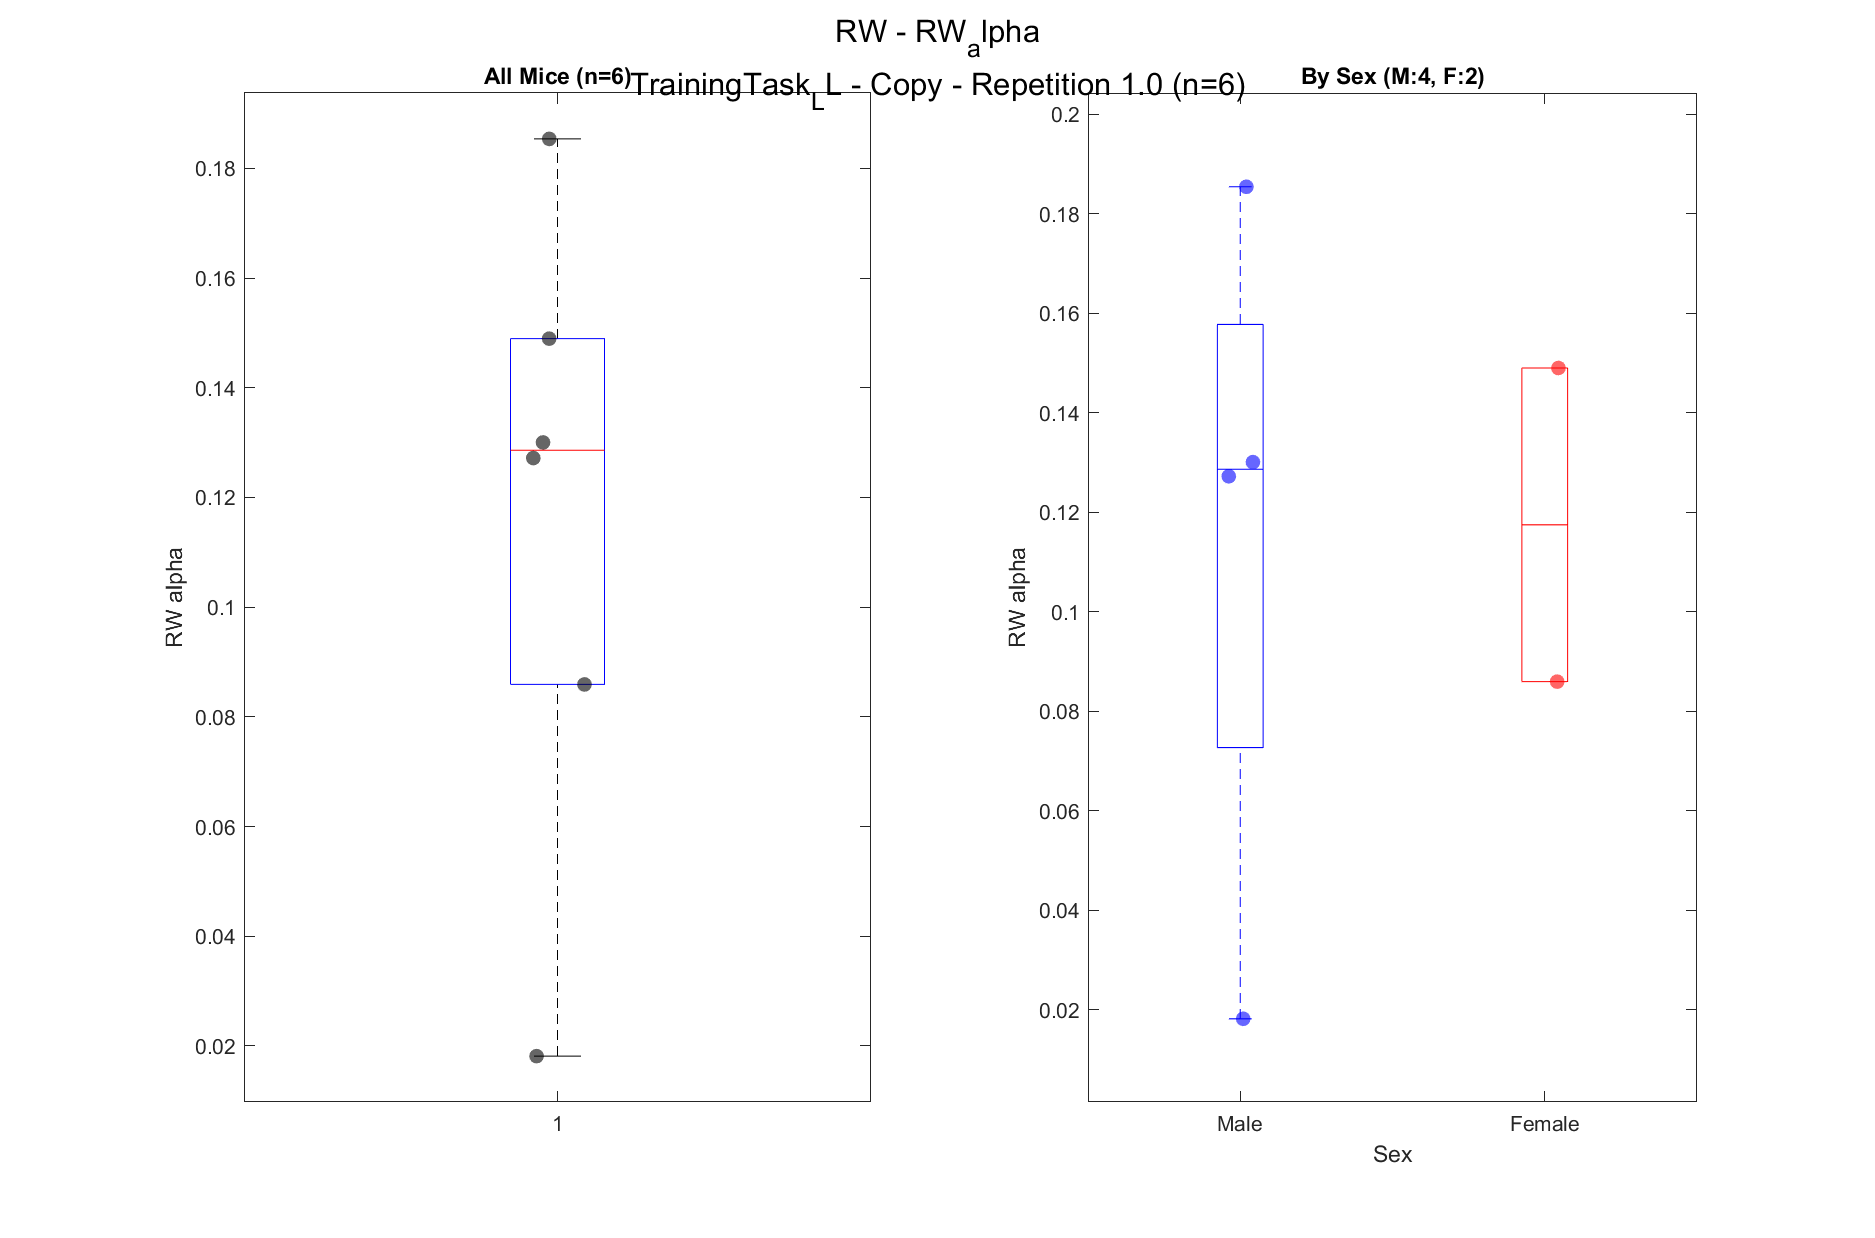 RW - RW_alpha
TrainingTask_LL - Copy - Repetition 1.0 (n=6)
All Mice (n=6)
0.18
0.16
0.14
0.12
0.1
0.08
0.06
0.04
0.02
RW alpha
1
By Sex (M:4, F:2)
0.2
0.18
0.16
0.14
0.12
0.1
0.08
0.06
0.04
0.02
RW alpha
Male Female
Sex